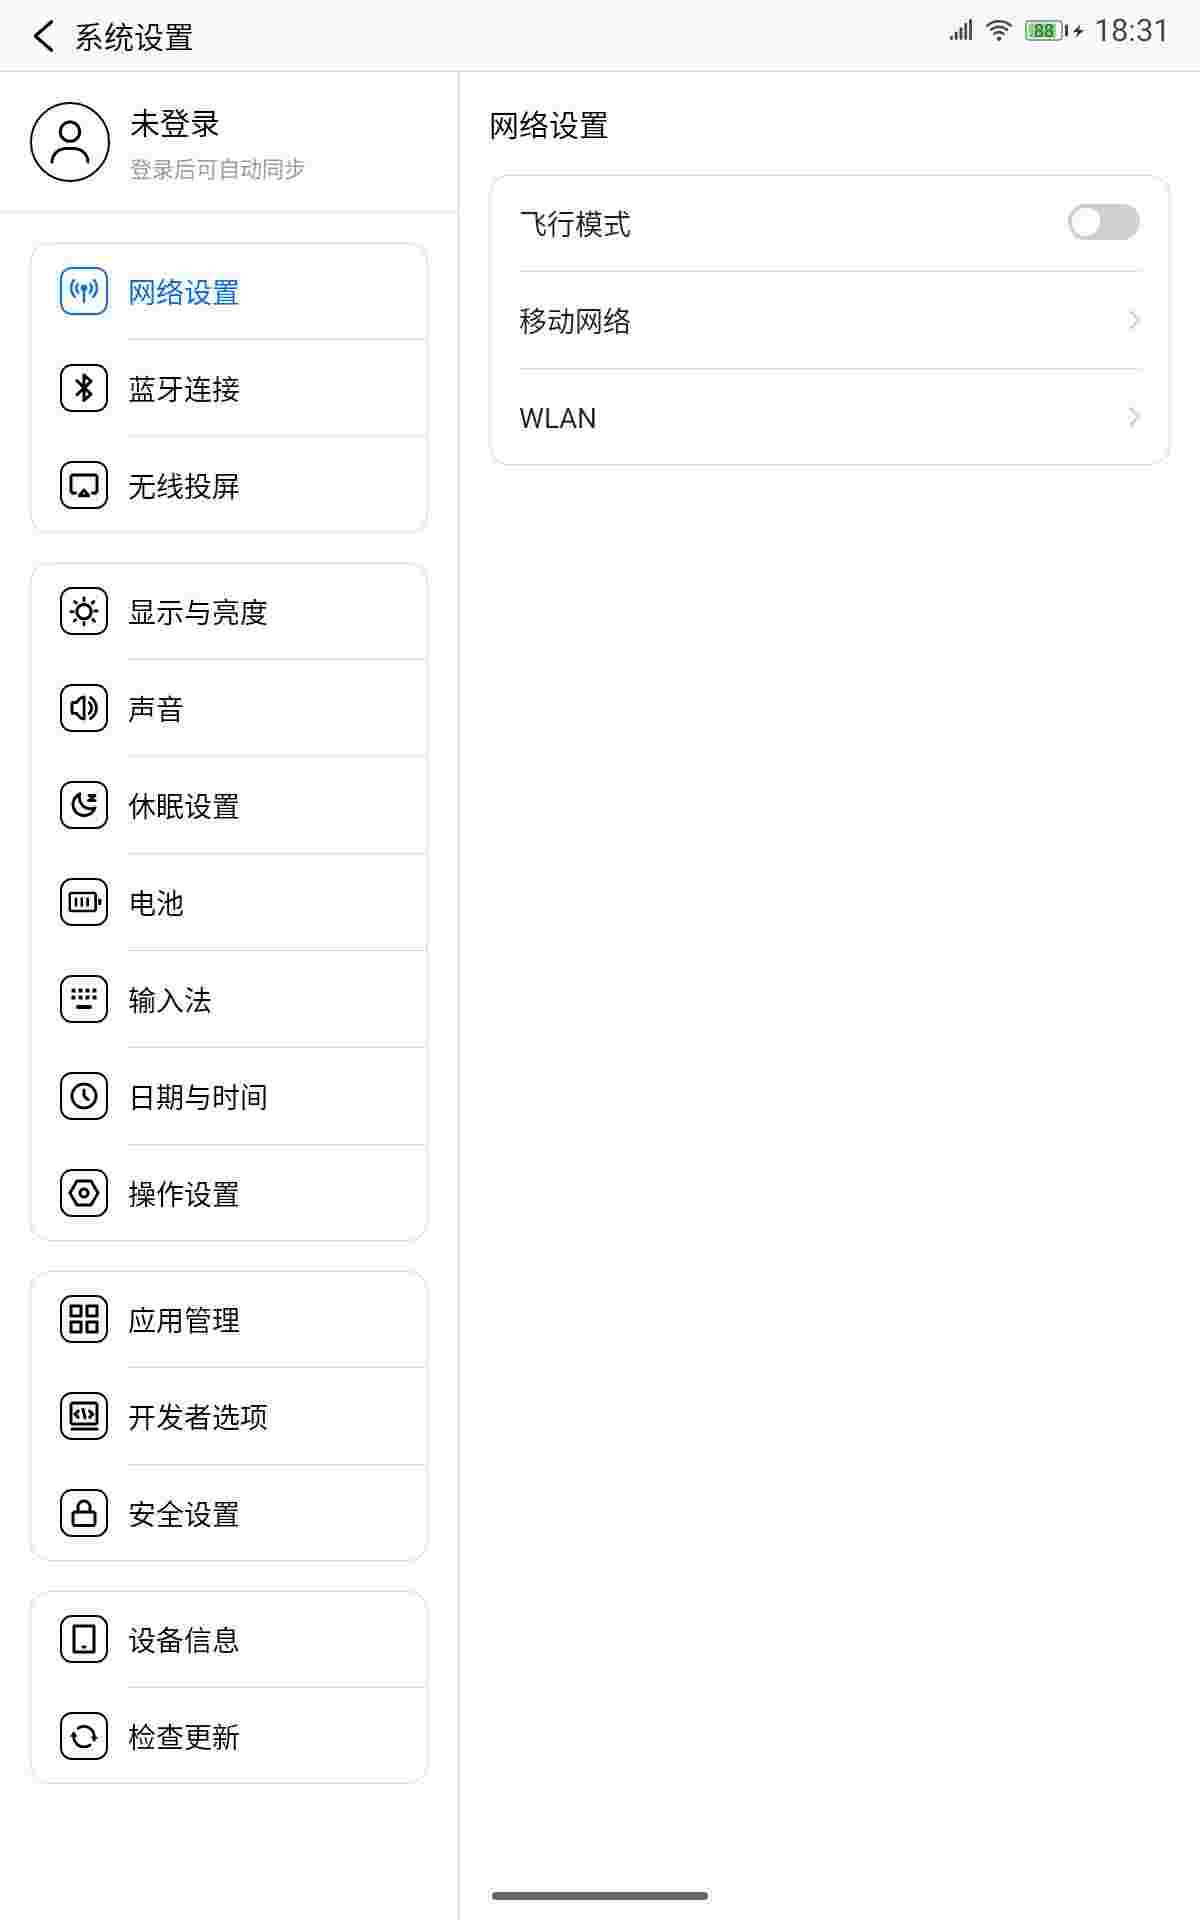 系统设置
88
18:31
未登录
登录后可自动同步
网络设置
蓝牙连接
无线投屏
显示与亮度
声音
休眠设置
电池
输入法
日期与时间
操作设置
应用管理
开发者选项
安全设置
设备信息
检查更新
网络设置
飞行模式
移动网络
WLAN